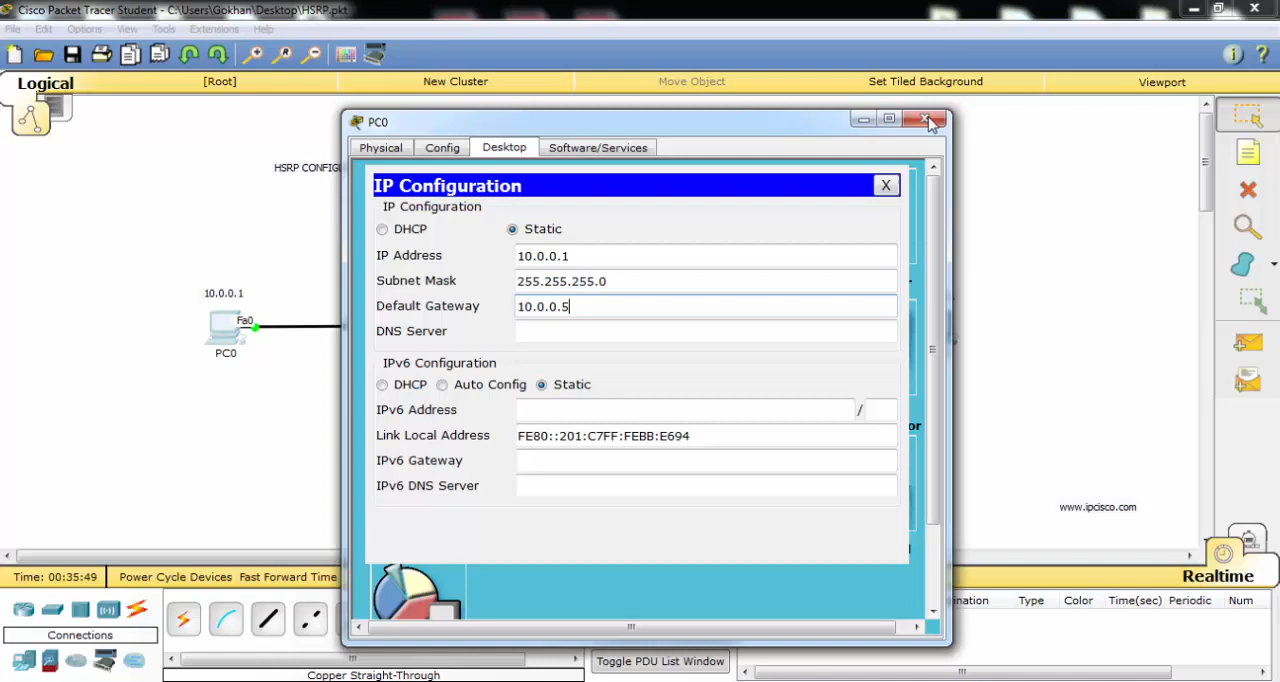 Cisco Packet Tracer Student - C:\Users\Gokhan\Desktop\HSRP.pkt
File Edit Options View Tools Extensions Help
Logical [Root] New Cluster Move Object Set Tiled Background Viewport
PC0
Physical Config Desktop Software/Services
HSRP CONFIGU
IP Configuration X
IP Configuration
DHCP Static
IP Address 10.0.0.1
Subnet Mask 255.255.255.0
Default Gateway 10.0.0.5
DNS Server
10.0.0.1
Fa0
PC0
IPv6 Configuration
DHCP Auto Config Static
IPv6 Address /
Link Local Address FE80::201:C7FF:FEBB:E694
IPv6 Gateway
IPv6 DNS Server
or
www.ipcisco.com
Time: 00:35:49 Power Cycle Devices Fast Forward Time
Realtime
Connections
Copper Straight-Through
Toggle PDU List Window
ination Type Color Time(sec) Periodic Num